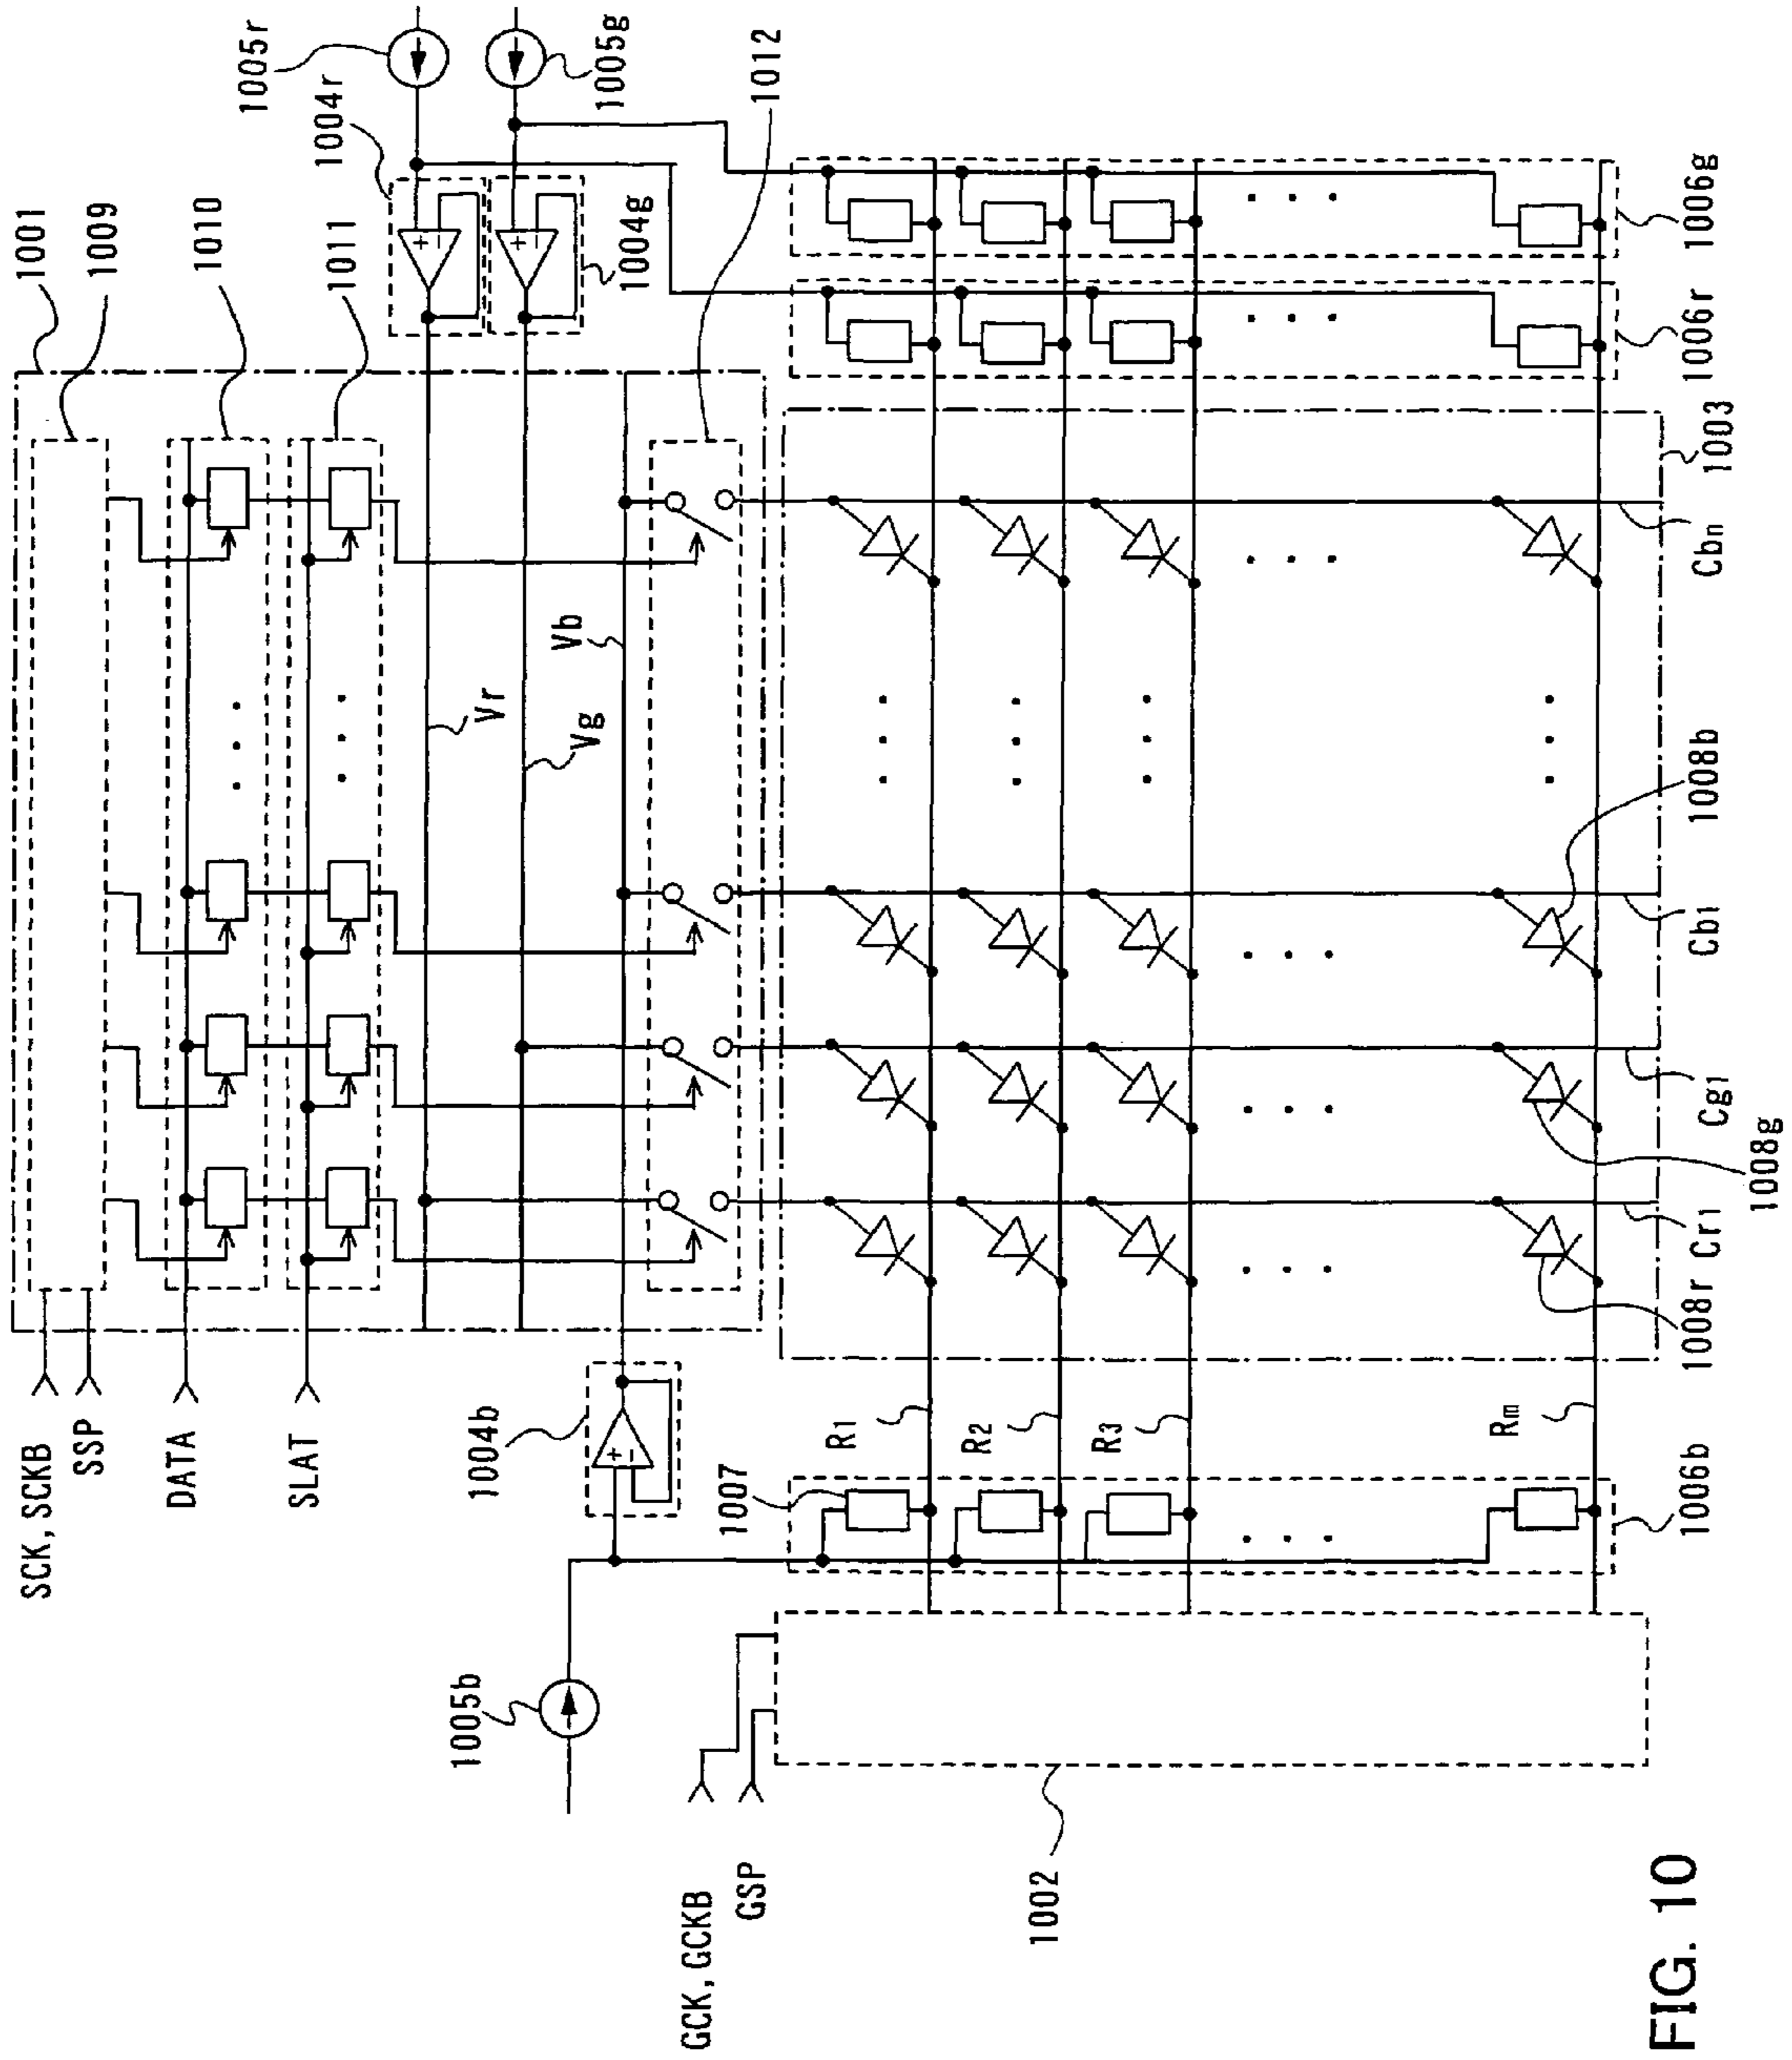 1001
1009
1010
1011
1005r
1004r
1005g
1004g
1012
SCK, SCKB
SSP
DATA
SLAT
Vr
Vg
Vb
1004b
1005b
1007
R1
R2
R3
Rm
1006b
1006r
1006g
1003
GCK, GCKB
GSP
1002
1008r
Cr1
1008g
Cg1
Cb1
1008b
Cbn
FIG. 10